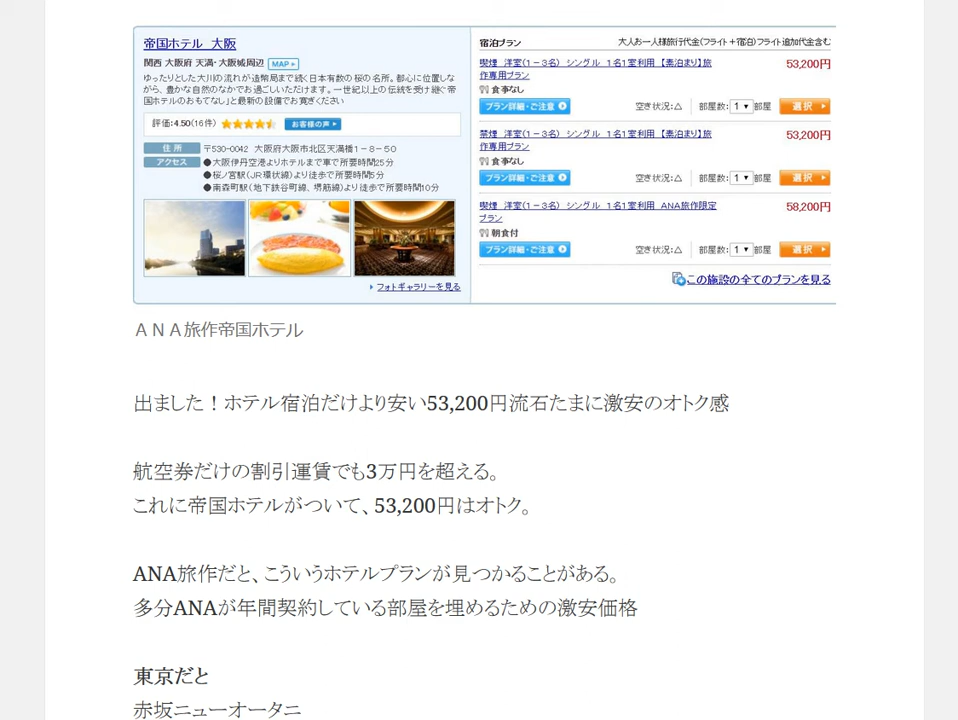 帝国ホテル 大阪
関西 大阪府 天満・大阪城周辺 MAP
ゆったりとした大川の流れが造幣局まで続く日本有数の桜の名所。都心に位置しな
がら、豊かな自然のなかでお過ごしいただけます。一世紀以上の伝統を受け継ぐ帝
国ホテルのおもてなしと最新の設備でお寛ぎください
評価:4.50(16件) お客様の声
住所 〒530-0042 大阪府大阪市北区天満橋1-8-50
アクセス ●大阪伊丹空港よりホテルまで車で所要時間25分
●桜ノ宮駅(JR環状線)より徒歩で所要時間5分
●南森町駅(地下鉄谷町線、堺筋線)より徒歩で所要時間10分
フォトギャラリーを見る
宿泊プラン 大人お一人様旅行代金(フライト+宿泊)フライト追加代金含む
喫煙 洋室(1-3名) シングル 1名1室利用 【素泊まり】旅
作専用プラン
53,200円
食事なし
プラン詳細・ご注意 空き状況:△ 部屋数: 1 部屋 選択
禁煙 洋室(1-3名) シングル 1名1室利用 【素泊まり】旅
作専用プラン
53,200円
食事なし
プラン詳細・ご注意 空き状況:△ 部屋数: 1 部屋 選択
喫煙 洋室(1-3名) シングル 1名1室利用 ANA旅作限定
プラン
58,200円
朝食付
プラン詳細・ご注意 空き状況:△ 部屋数: 1 部屋 選択
この施設の全てのプランを見る
ANA旅作帝国ホテル
出ました!ホテル宿泊だけより安い53,200円流石たまに激安のオトク感
航空券だけの割引運賃でも3万円を超える。
これに帝国ホテルがついて、53,200円はオトク。
ANA旅作だと、こういうホテルプランが見つかることがある。
多分ANAが年間契約している部屋を埋めるための激安価格
東京だと
赤坂ニューオータニ